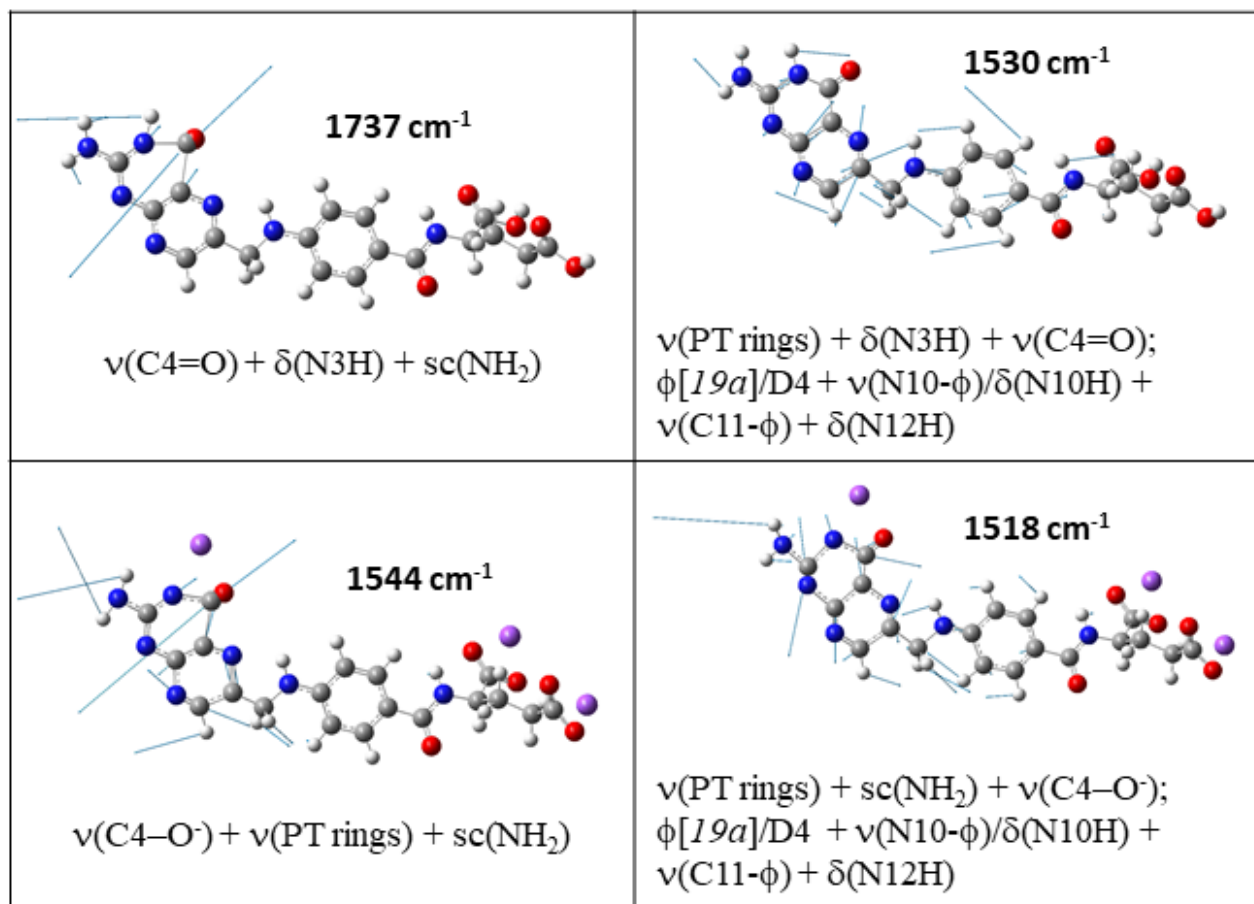 1737 cm⁻¹
ν(C4=O) + δ(N3H) + sc(NH₂)
1530 cm⁻¹
ν(PT rings) + δ(N3H) + ν(C4=O);
ϕ[19a]/D4 + ν(N10-ϕ)/δ(N10H) +
ν(C11-ϕ) + δ(N12H)
1544 cm⁻¹
ν(C4–O⁻) + ν(PT rings) + sc(NH₂)
1518 cm⁻¹
ν(PT rings) + sc(NH₂) + ν(C4–O⁻);
ϕ[19a]/D4 + ν(N10-ϕ)/δ(N10H) +
ν(C11-ϕ) + δ(N12H)